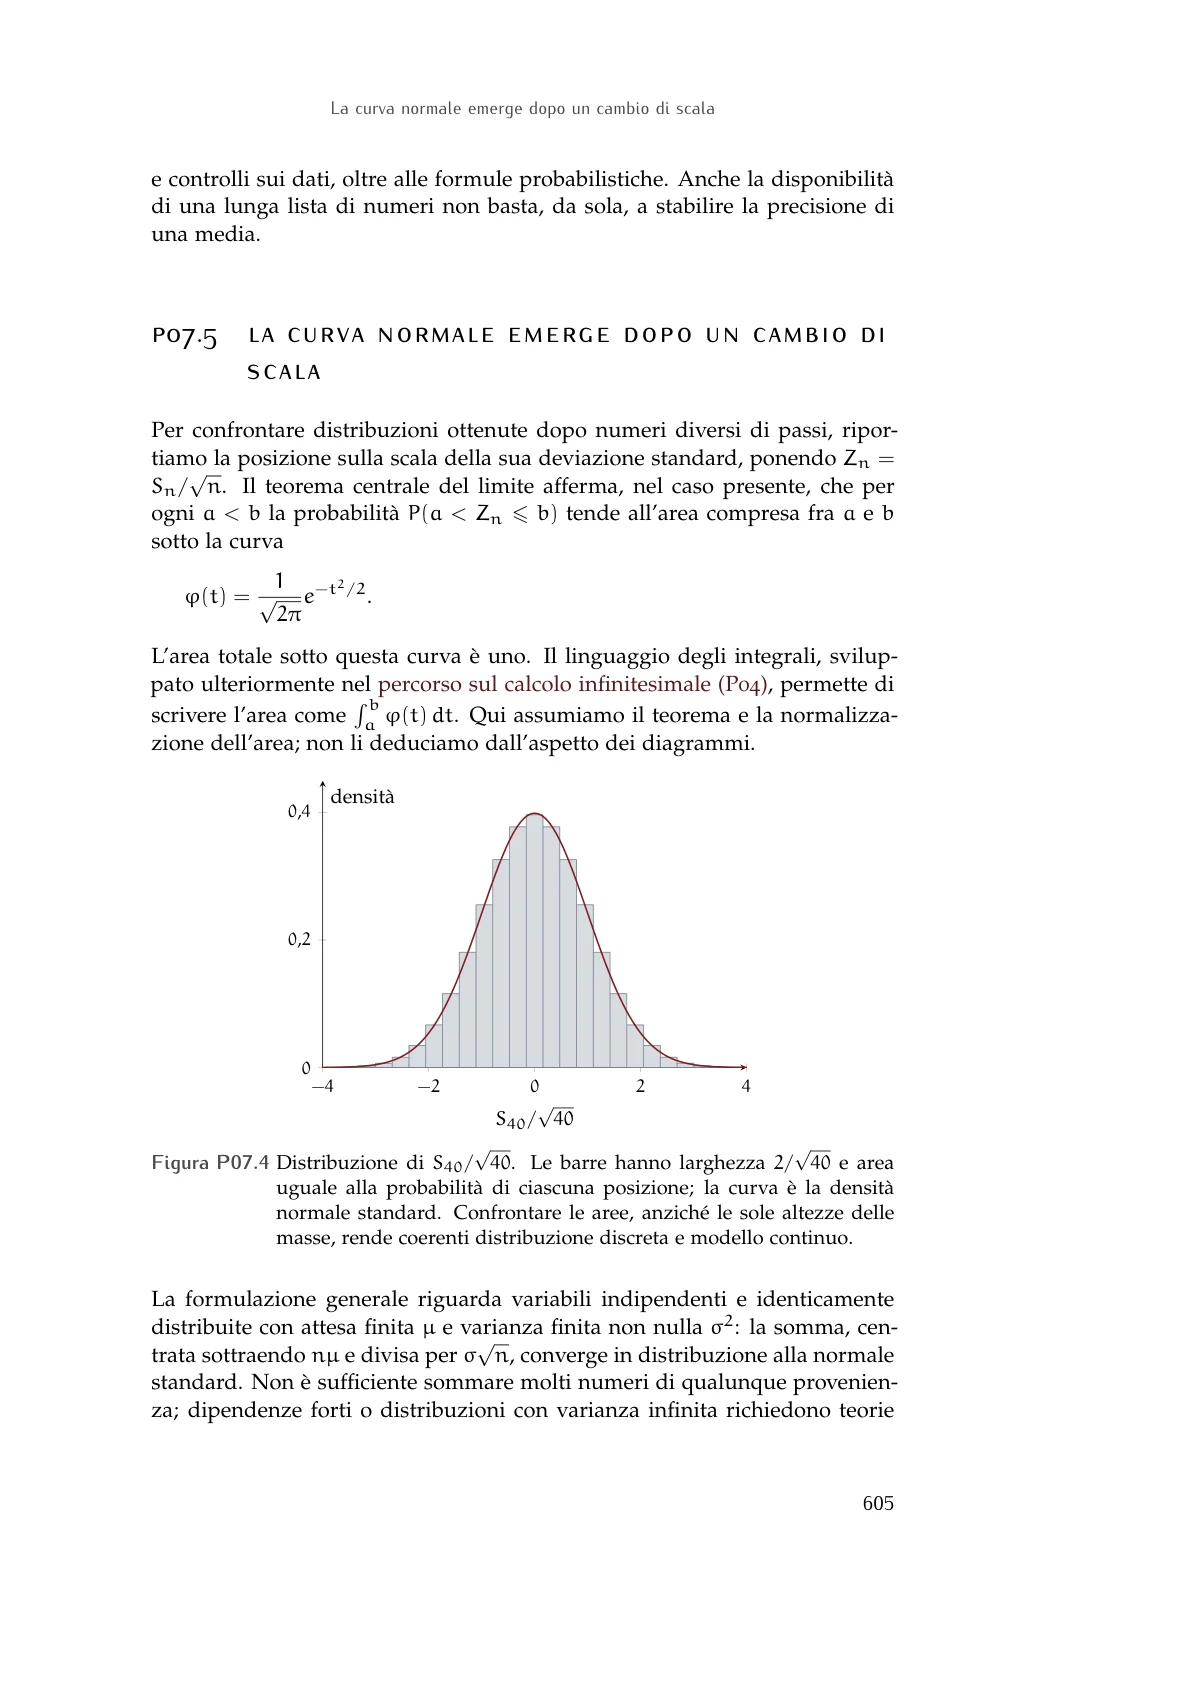 La curva normale emerge dopo un cambio di scala
e controlli sui dati, oltre alle formule probabilistiche. Anche la disponibilità
di una lunga lista di numeri non basta, da sola, a stabilire la precisione di
una media.
P07.5 LA CURVA NORMALE EMERGE DOPO UN CAMBIO DI
SCALA
Per confrontare distribuzioni ottenute dopo numeri diversi di passi, ripor-
tiamo la posizione sulla scala della sua deviazione standard, ponendo Zₙ =
Sₙ/√n. Il teorema centrale del limite afferma, nel caso presente, che per
ogni a < b la probabilità P(a < Zₙ ⩽ b) tende all'area compresa fra a e b
sotto la curva
φ(t) = 1/√2π e^(−t²/2).
L'area totale sotto questa curva è uno. Il linguaggio degli integrali, svilup-
pato ulteriormente nel percorso sul calcolo infinitesimale (P04), permette di
scrivere l'area come ∫ₐᵇ φ(t) dt. Qui assumiamo il teorema e la normalizza-
zione dell'area; non li deduciamo dall'aspetto dei diagrammi.
densità
0,4
0,2
0
−4 −2 0 2 4
S₄₀/√40
Figura P07.4 Distribuzione di S₄₀/√40. Le barre hanno larghezza 2/√40 e area
uguale alla probabilità di ciascuna posizione; la curva è la densità
normale standard. Confrontare le aree, anziché le sole altezze delle
masse, rende coerenti distribuzione discreta e modello continuo.
La formulazione generale riguarda variabili indipendenti e identicamente
distribuite con attesa finita μ e varianza finita non nulla σ²: la somma, cen-
trata sottraendo nμ e divisa per σ√n, converge in distribuzione alla normale
standard. Non è sufficiente sommare molti numeri di qualunque provenien-
za; dipendenze forti o distribuzioni con varianza infinita richiedono teorie
605